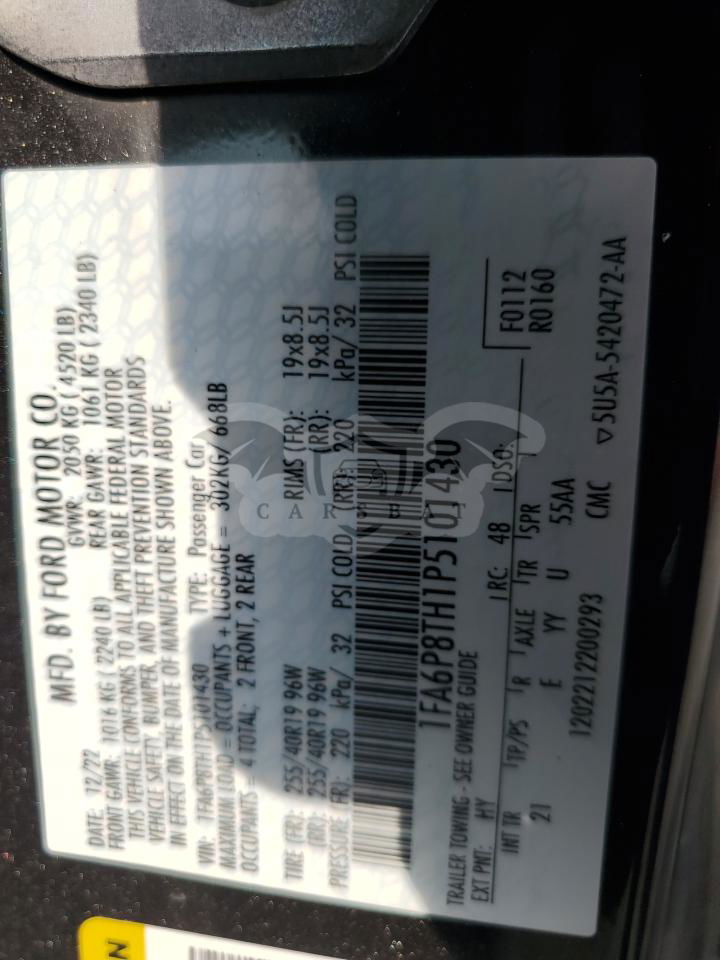 MFD. BY FORD MOTOR CO.
DATE: 12/22 GVWR: 2050 KG ( 4520 LB)
FRONT GAWR: 1016 KG ( 2240 LB) REAR GAWR: 1061 KG ( 2340 LB)
THIS VEHICLE CONFORMS TO ALL APPLICABLE FEDERAL MOTOR
VEHICLE SAFETY, BUMPER, AND THEFT PREVENTION STANDARDS
IN EFFECT ON THE DATE OF MANUFACTURE SHOWN ABOVE.
VIN: 1FA6P8TH1P5101430 TYPE: Passenger Car
MAXIMUM LOAD = OCCUPANTS + LUGGAGE = 302KG/ 668LB
OCCUPANTS = 4 TOTAL; 2 FRONT, 2 REAR
TIRE (FR): 255/40R19 96W RIMS (FR): 19x8.5J
(RR): 255/40R19 96W (RR): 19x8.5J
PRESSURE (FR): 220 kPa/ 32 PSI COLD (RR): 220 kPa/ 32 PSI COLD
1FA6P8TH1P5101430
TRAILER TOWING - SEE OWNER GUIDE F0112
EXT PNT: HY RC: 48 DSO: R0160
INT TR TP/PS R AXLE TR SPR
21 E YY U 55AA
1202212200293 CMC ▽5U5A-5420472-AA
CARSBAT
N